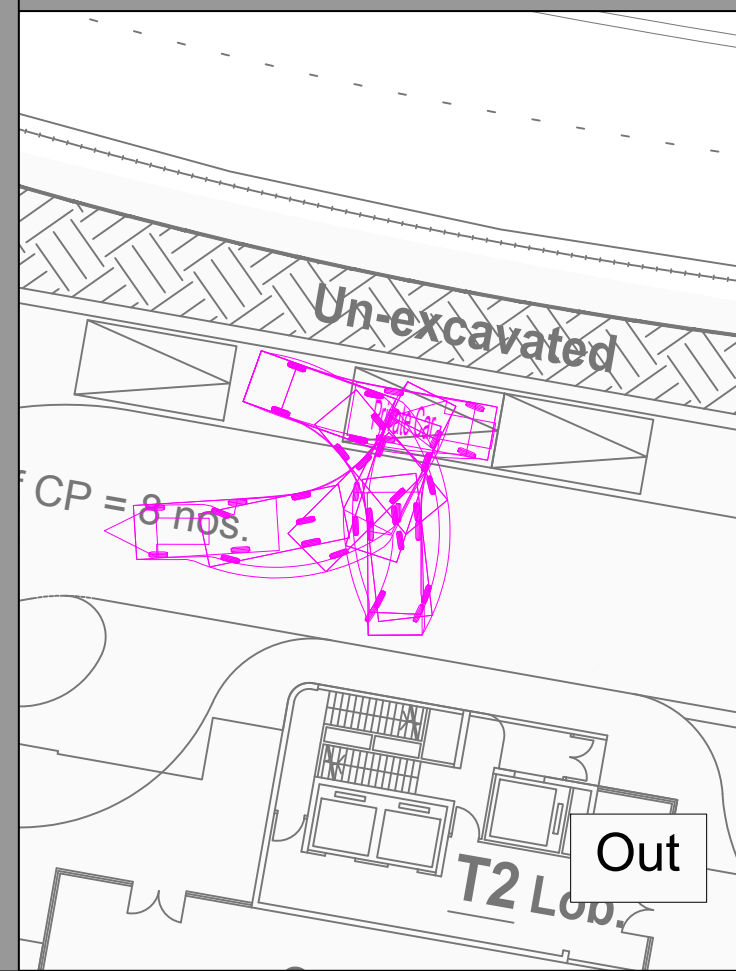 Un-excavated
CP = 8 nos.
Out
T2 Lob.